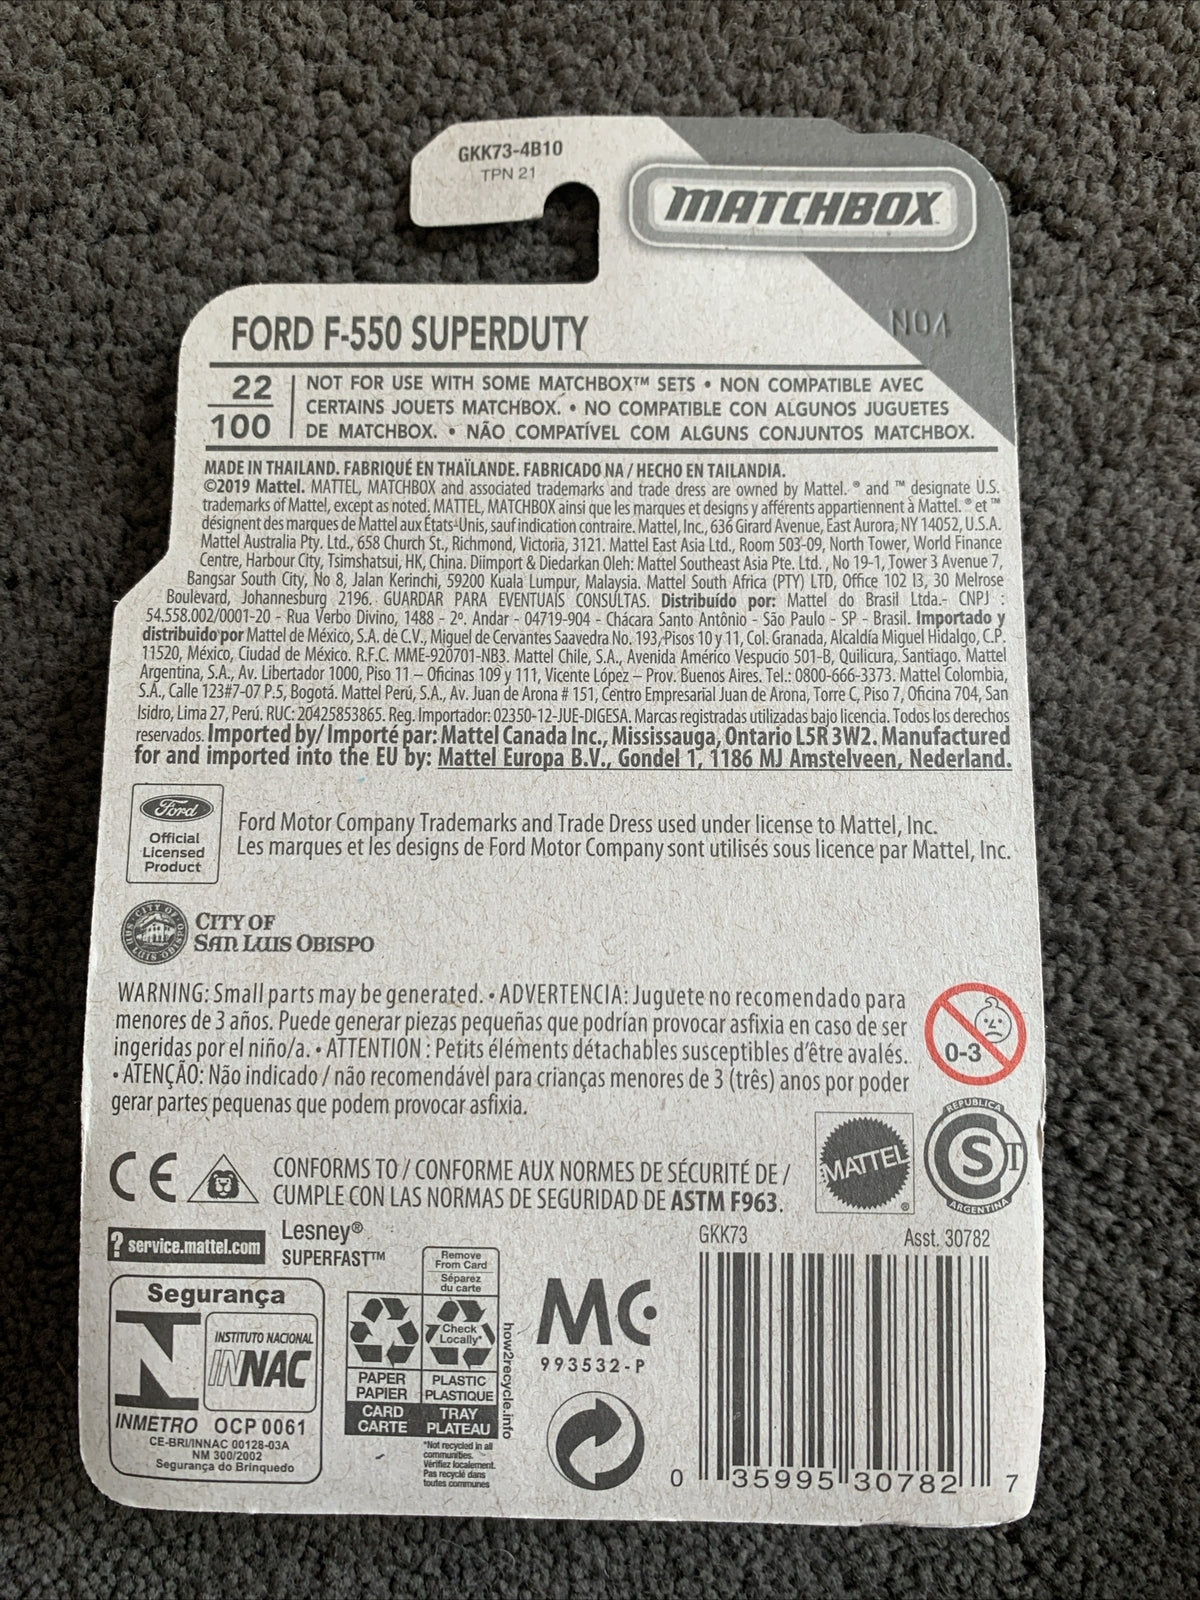 GKK73-4B10
TPN 21
MATCHBOX™
N04
FORD F-550 SUPERDUTY
22
100
NOT FOR USE WITH SOME MATCHBOX™ SETS • NON COMPATIBLE AVEC
CERTAINS JOUETS MATCHBOX. • NO COMPATIBLE CON ALGUNOS JUGUETES
DE MATCHBOX. • NÃO COMPATÍVEL COM ALGUNS CONJUNTOS MATCHBOX.
MADE IN THAILAND. FABRIQUÉ EN THAÏLANDE. FABRICADO NA / HECHO EN TAILANDIA.
©2019 Mattel. MATTEL, MATCHBOX and associated trademarks and trade dress are owned by Mattel. ® and ™ designate U.S.
trademarks of Mattel, except as noted. MATTEL, MATCHBOX ainsi que les marques et designs y afférents appartiennent à Mattel. ® et ™
désignent des marques de Mattel aux États-Unis, sauf indication contraire. Mattel, Inc., 636 Girard Avenue, East Aurora, NY 14052, U.S.A.
Mattel Australia Pty. Ltd., 658 Church St., Richmond, Victoria, 3121. Mattel East Asia Ltd., Room 503-09, North Tower, World Finance
Centre, Harbour City, Tsimshatsui, HK, China. Diimport & Diedarkan Oleh: Mattel Southeast Asia Pte. Ltd. , No 19-1, Tower 3 Avenue 7,
Bangsar South City, No 8, Jalan Kerinchi, 59200 Kuala Lumpur, Malaysia. Mattel South Africa (PTY) LTD, Office 102 I3, 30 Melrose
Boulevard, Johannesburg 2196. GUARDAR PARA EVENTUAIS CONSULTAS. Distribuído por: Mattel do Brasil Ltda.- CNPJ :
54.558.002/0001-20 - Rua Verbo Divino, 1488 - 2º. Andar - 04719-904 - Chácara Santo Antônio - São Paulo - SP - Brasil. Importado y
distribuido por Mattel de México, S.A. de C.V., Miguel de Cervantes Saavedra No. 193, Pisos 10 y 11, Col. Granada, Alcaldía Miguel Hidalgo, C.P.
11520, México, Ciudad de México. R.F.C. MME-920701-NB3. Mattel Chile, S.A., Avenida Américo Vespucio 501-B, Quilicura, Santiago. Mattel
Argentina, S.A., Av. Libertador 1000, Piso 11 – Oficinas 109 y 111, Vicente López – Prov. Buenos Aires. Tel.: 0800-666-3373. Mattel Colombia,
S.A., Calle 123#7-07 P.5, Bogotá. Mattel Perú, S.A., Av. Juan de Arona # 151, Centro Empresarial Juan de Arona, Torre C, Piso 7, Oficina 704, San
Isidro, Lima 27, Perú. RUC: 20425853865. Reg. Importador: 02350-12-JUE-DIGESA. Marcas registradas utilizadas bajo licencia. Todos los derechos
reservados. Imported by/ Importé par: Mattel Canada Inc., Mississauga, Ontario L5R 3W2. Manufactured
for and imported into the EU by: Mattel Europa B.V., Gondel 1, 1186 MJ Amstelveen, Nederland.
Ford
Official
Licensed
Product
Ford Motor Company Trademarks and Trade Dress used under license to Mattel, Inc.
Les marques et les designs de Ford Motor Company sont utilisés sous licence par Mattel, Inc.
CITY OF
SAN LUIS OBISPO
CITY OF
SAN LUIS OBISPO
WARNING: Small parts may be generated. • ADVERTENCIA: Juguete no recomendado para
menores de 3 años. Puede generar piezas pequeñas que podrían provocar asfixia en caso de ser
ingeridas por el niño/a. • ATTENTION : Petits éléments détachables susceptibles d'être avalés.
• ATENÇÃO: Não indicado / não recomendável para crianças menores de 3 (três) anos por poder
gerar partes pequenas que podem provocar asfixia.
0-3
CE
CONFORMS TO / CONFORME AUX NORMES DE SÉCURITÉ DE /
CUMPLE CON LAS NORMAS DE SEGURIDAD DE ASTM F963.
MATTEL®
REPUBLICA
S T
ARGENTINA
? service.mattel.com
Lesney®
SUPERFAST™
GKK73
Asst. 30782
Segurança
INSTITUTO NACIONAL
INNAC
INMETRO OCP 0061
CE-BRI/INNAC 00128-03A
NM 300/2002
Segurança do Brinquedo
Remove
From Card
Séparez
du carte
Check
Locally*
PAPER
PAPIER
PLASTIC
PLASTIQUE
CARD
CARTE
TRAY
PLATEAU
how2recycle.info
*Not recycled in all
communities.
Vérifiez localement.
Pas recyclé dans
toutes communes
MC
993532-P
0 35995 30782 7